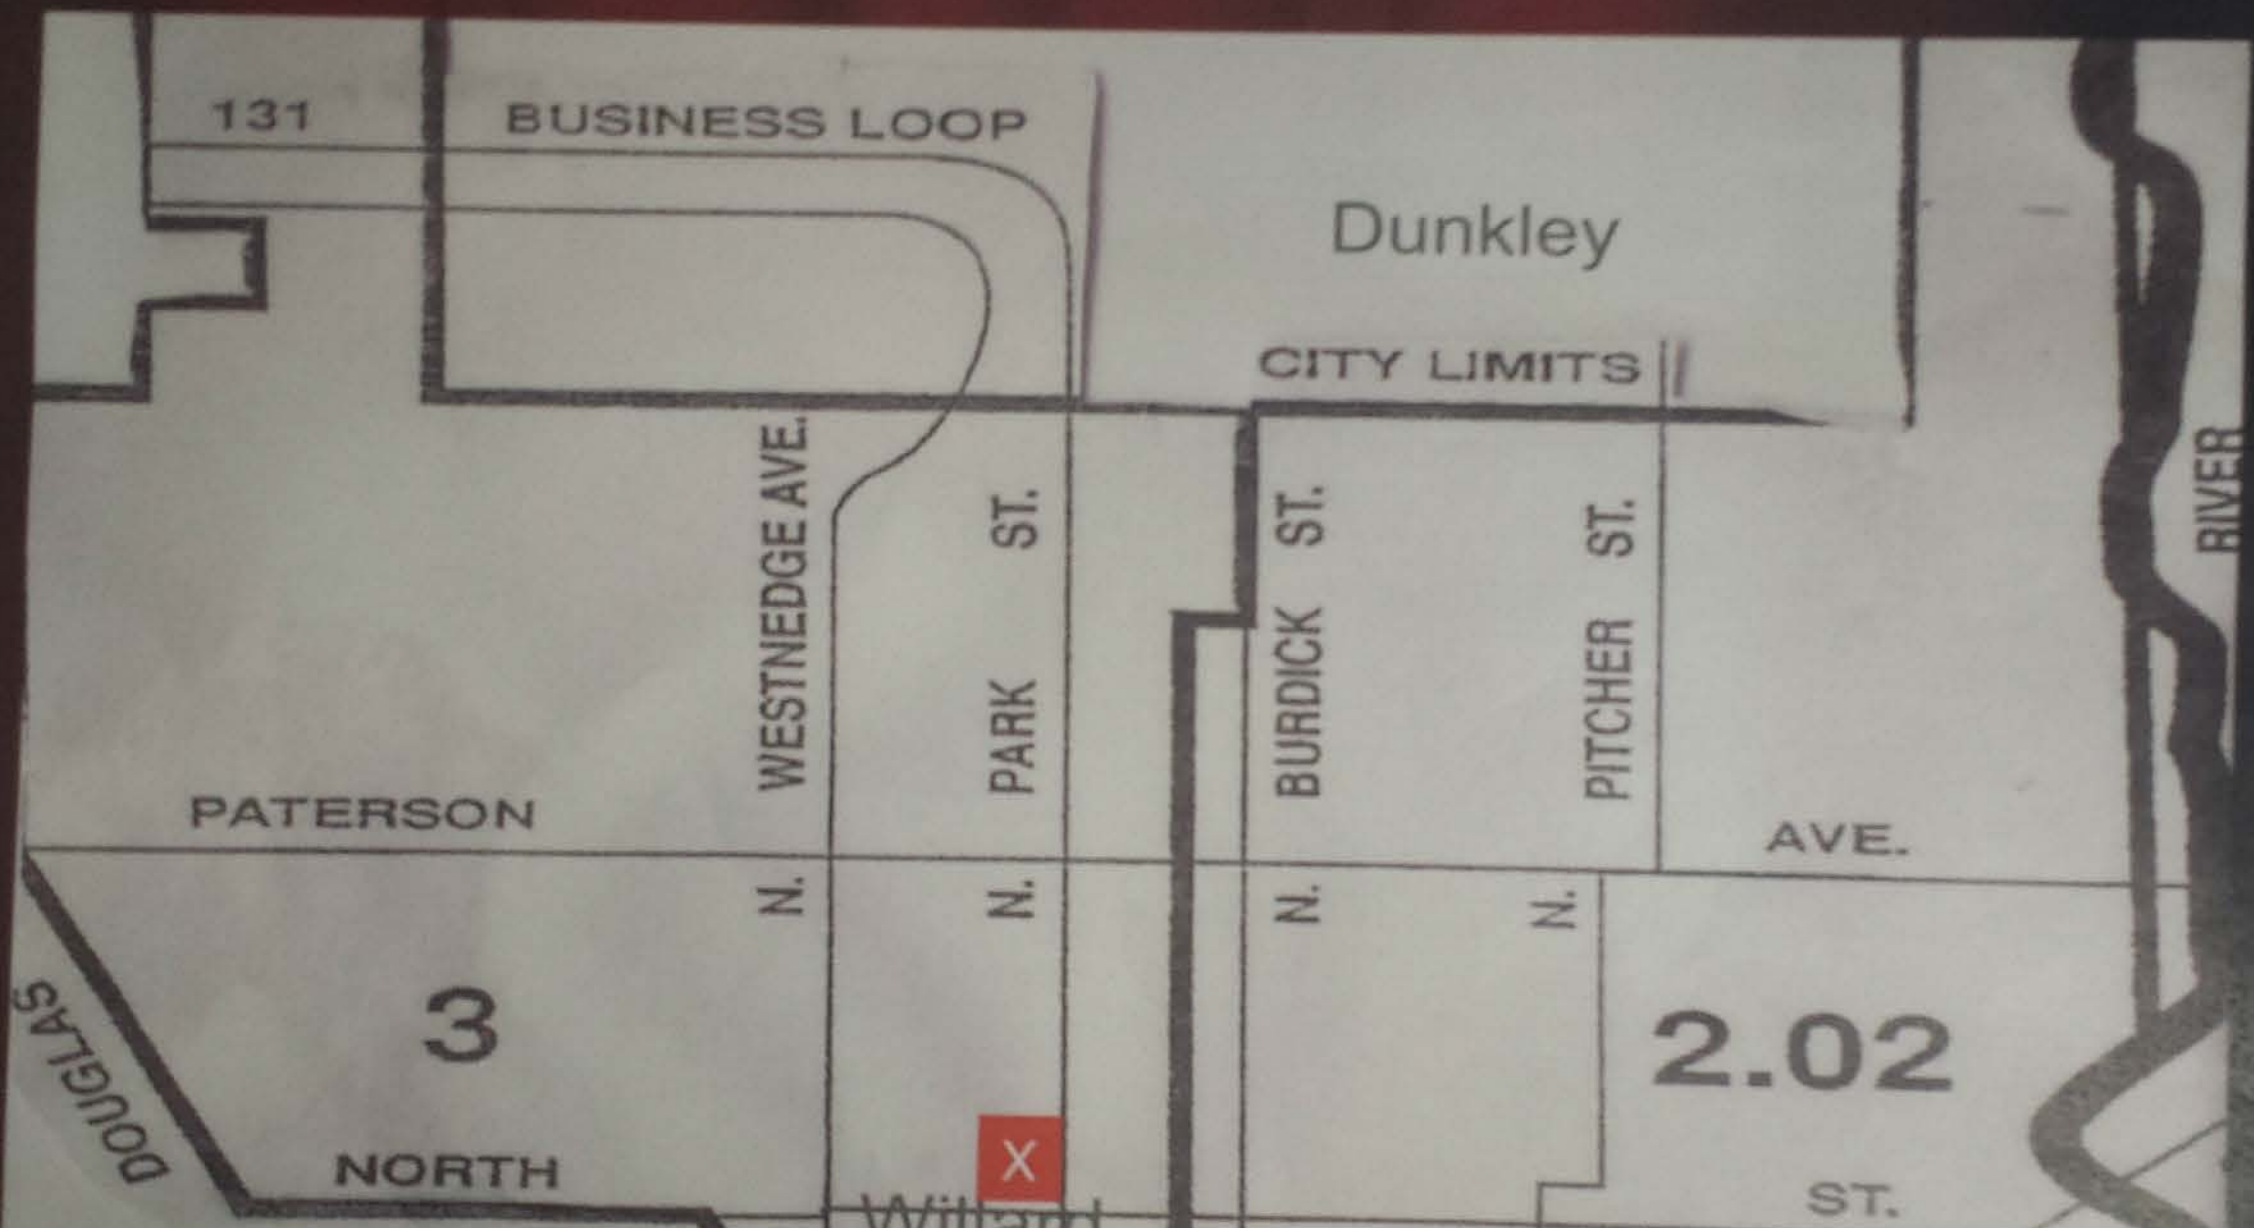 131 BUSINESS LOOP
Dunkley
CITY LIMITS
RIVER
WESTNEDGE AVE.
PARK ST.
BURDICK ST.
PITCHER ST.
PATERSON AVE.
N.
N.
N.
N.
DOUGLAS
3
2.02
X
NORTH ST.
Willard